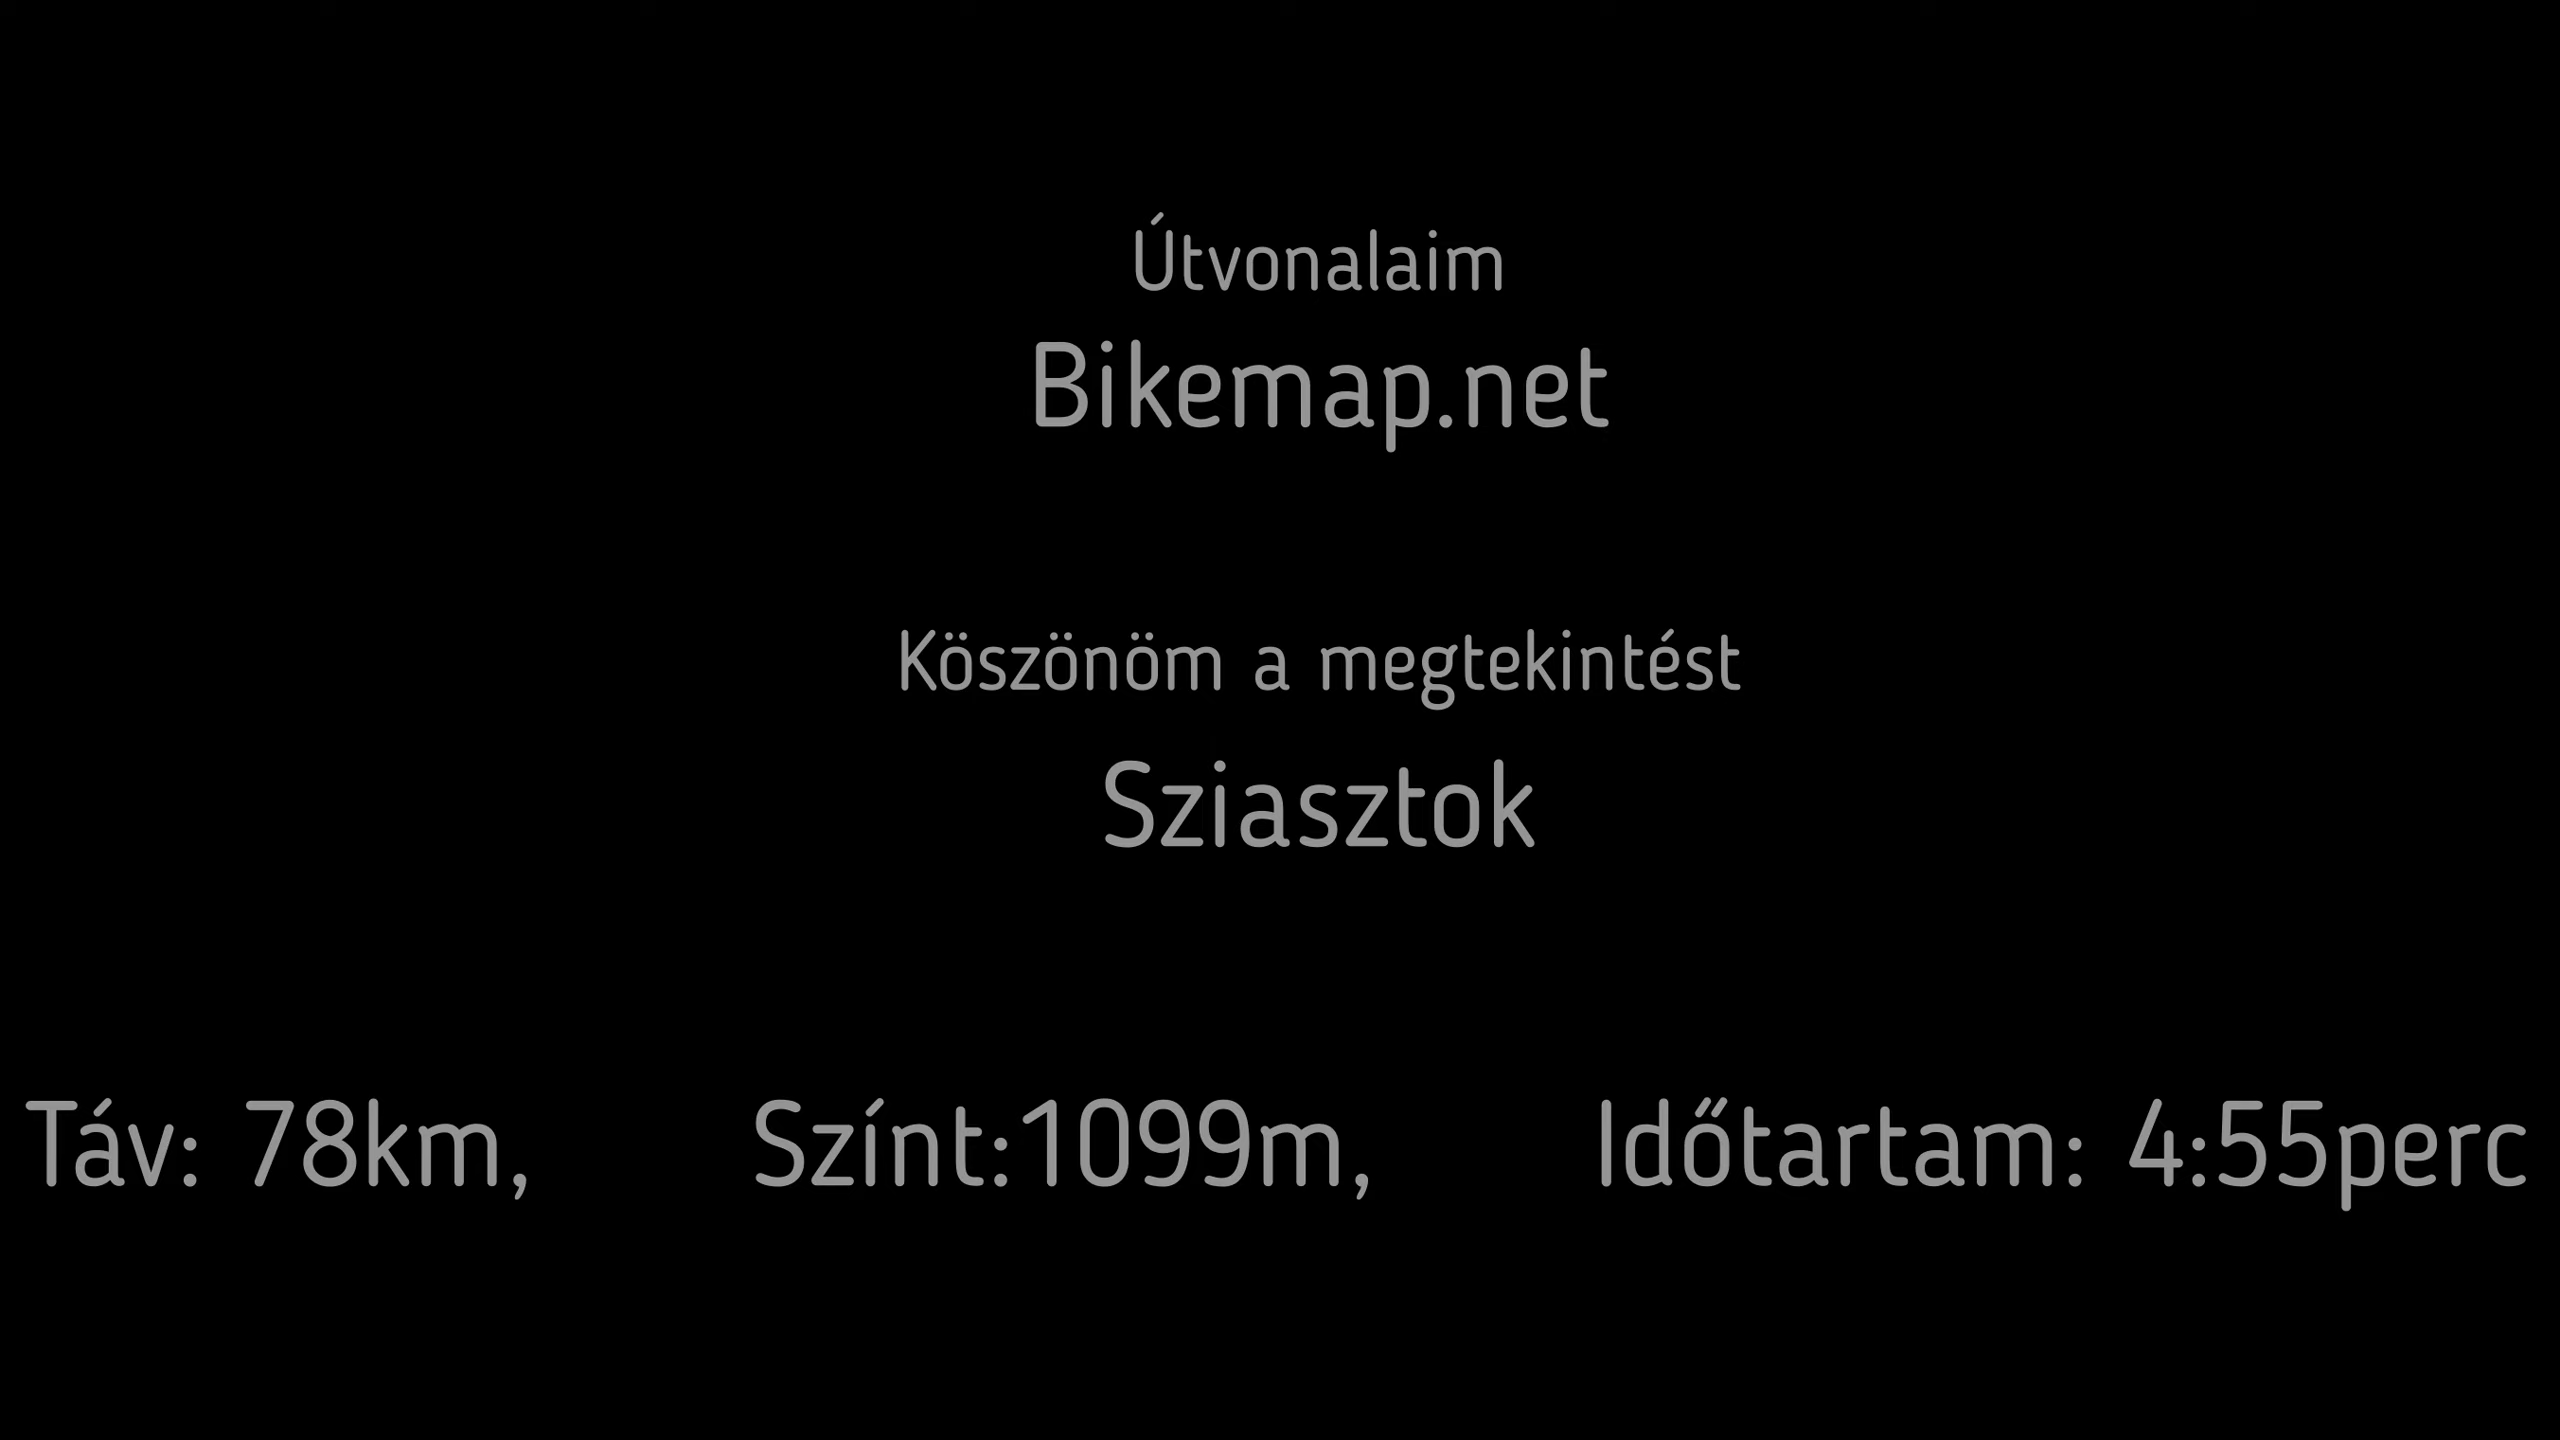 Útvonalaim
Bikemap.net
Köszönöm a megtekintést
Sziasztok
Táv: 78km, Színt:1099m, Időtartam: 4:55perc